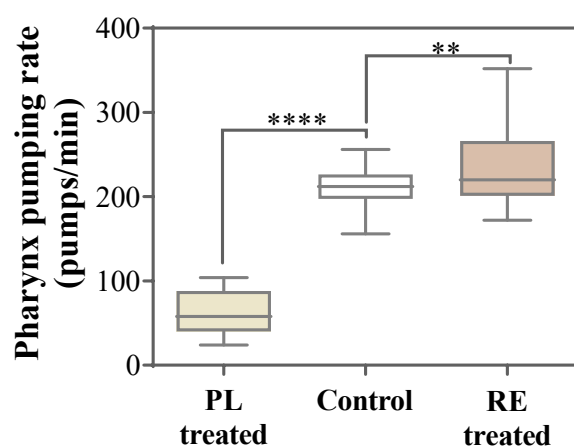 Pharynx pumping rate
(pumps/min)
400
300
200
100
0
****
**
PL
treated
Control
RE
treated